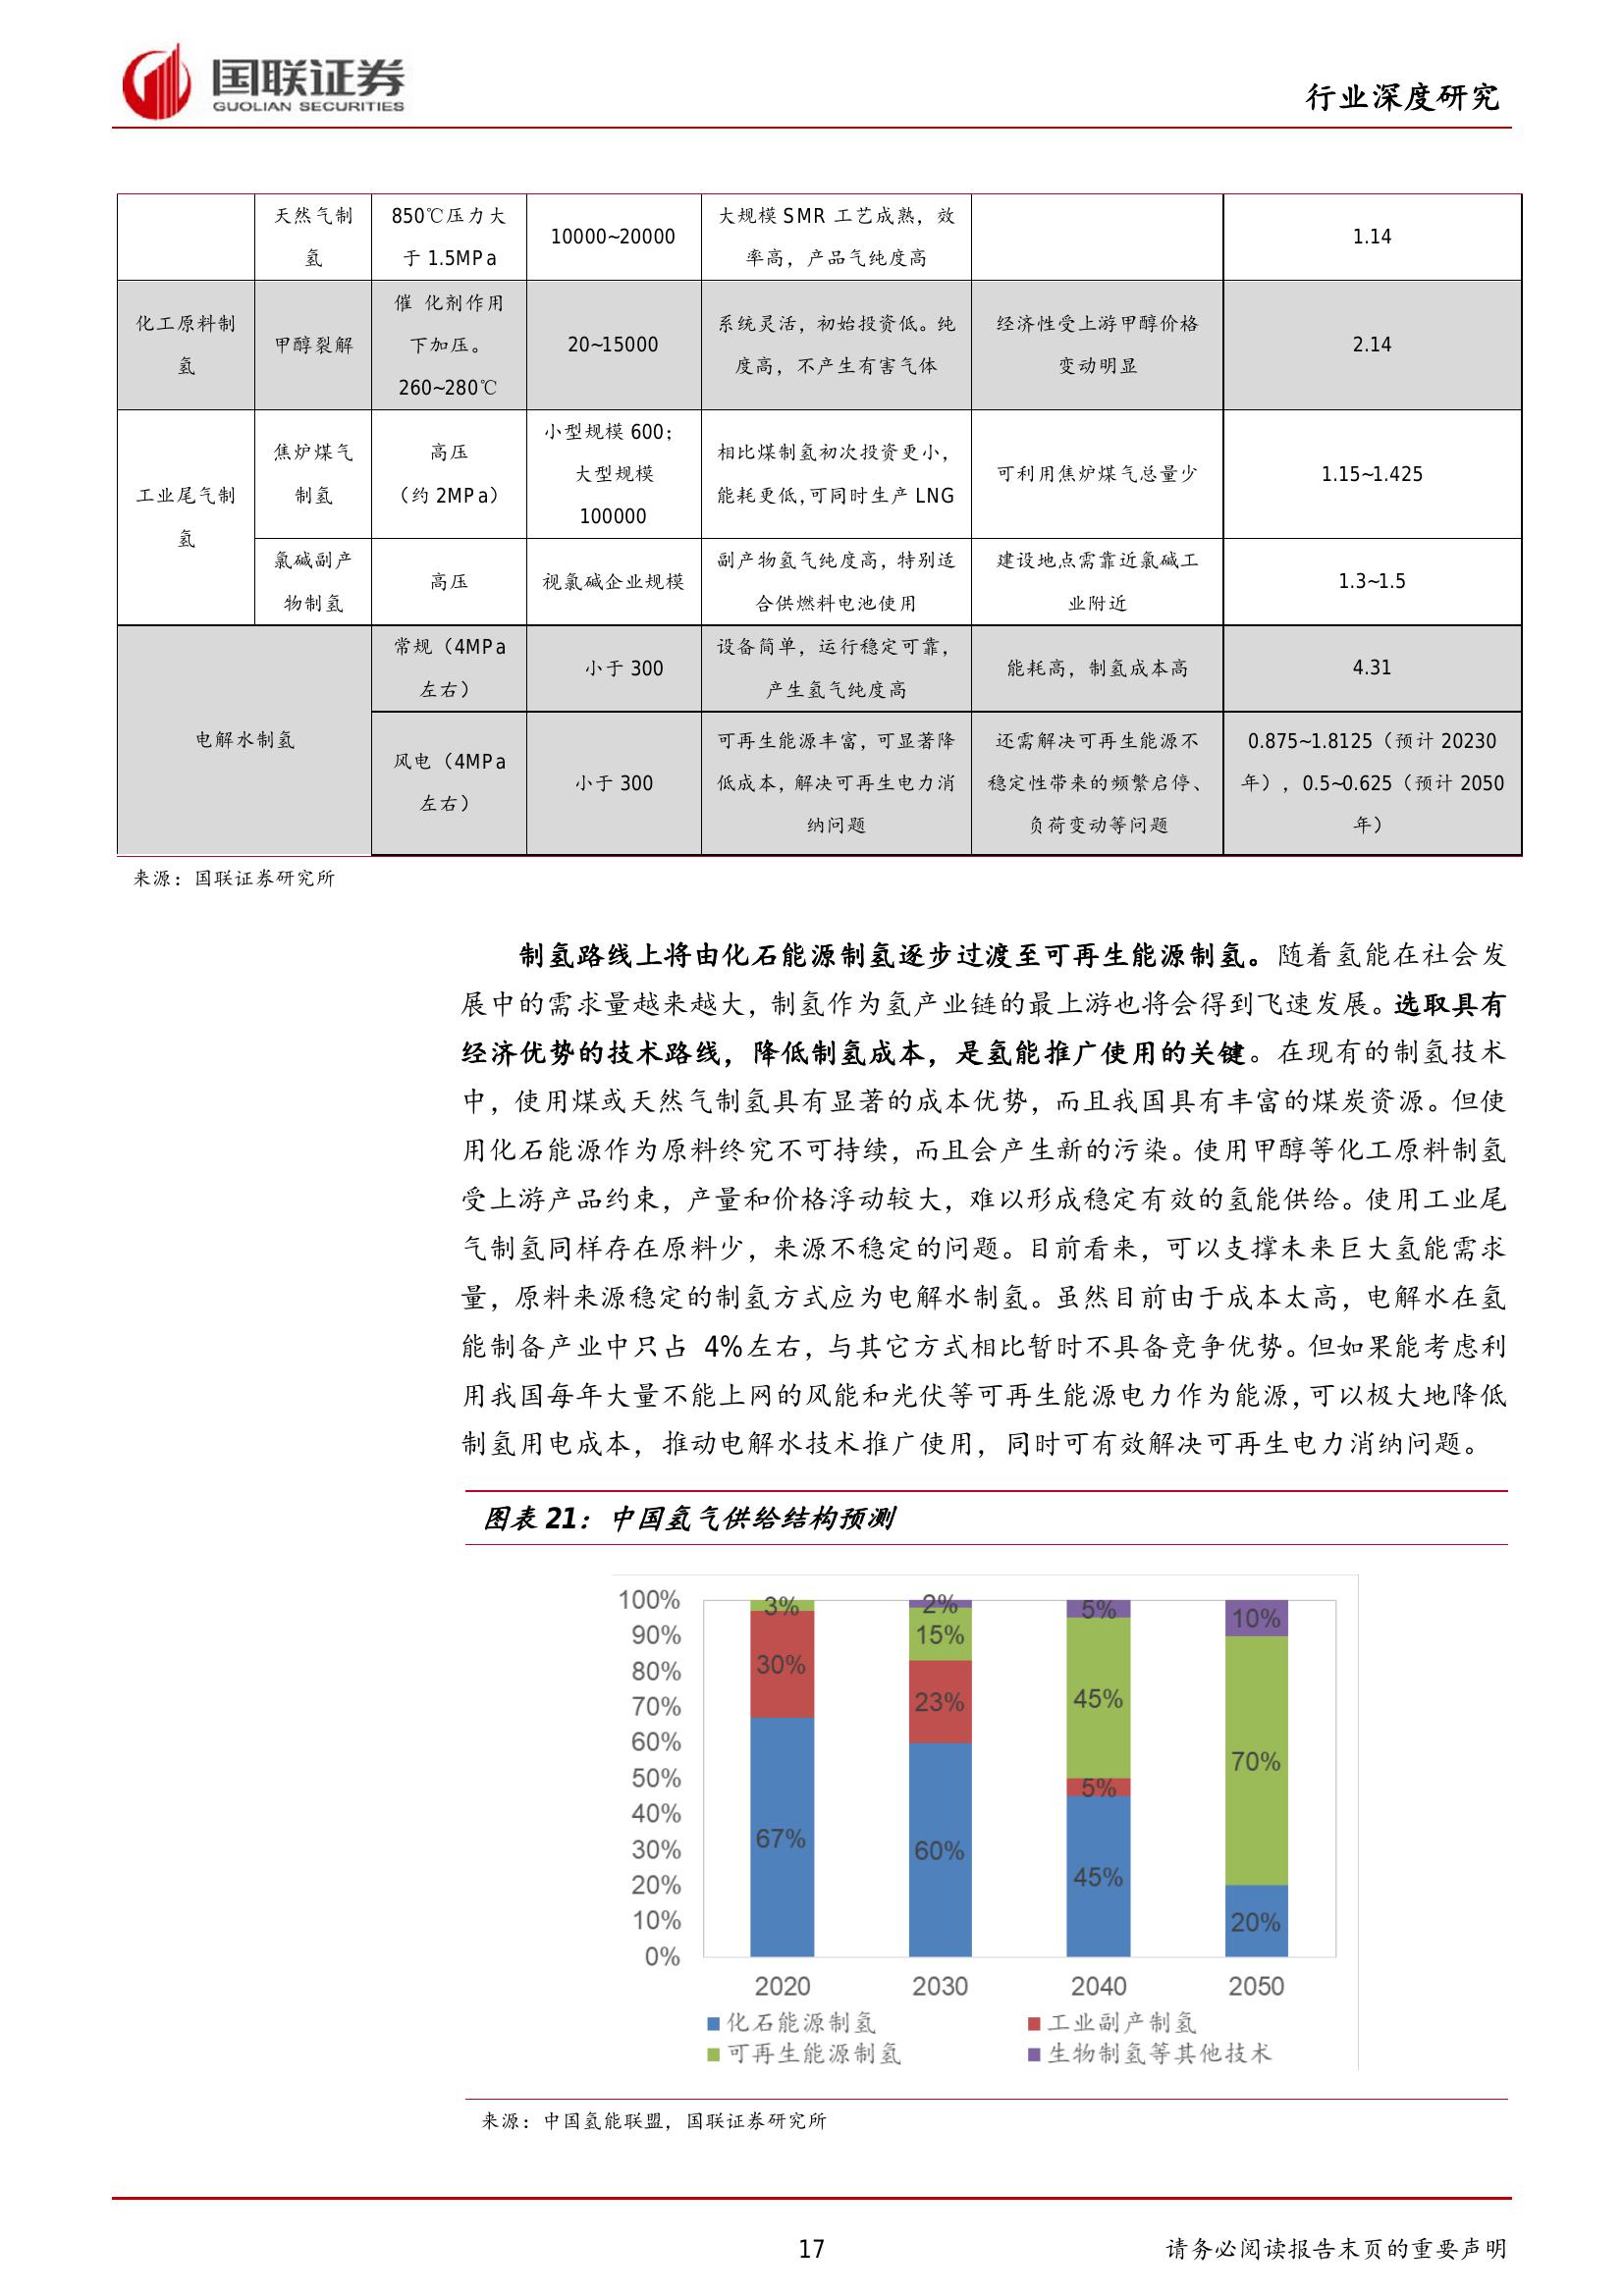 国联证券
GUOLIAN SECURITIES
行业深度研究
天然气制
氢
850℃压力大
于 1.5MPa
10000~20000
大规模 SMR 工艺成熟，效
率高，产品气纯度高
1.14
化工原料制
氢
甲醇裂解
催 化剂作用
下加压。
260~280℃
20~15000
系统灵活，初始投资低。纯
度高，不产生有害气体
经济性受上游甲醇价格
变动明显
2.14
工业尾气制
氢
焦炉煤气
制氢
高压
（约 2MPa）
小型规模 600；
大型规模
100000
相比煤制氢初次投资更小，
能耗更低，可同时生产 LNG
可利用焦炉煤气总量少
1.15~1.425
氯碱副产
物制氢
高压
视氯碱企业规模
副产物氢气纯度高，特别适
合供燃料电池使用
建设地点需靠近氯碱工
业附近
1.3~1.5
电解水制氢
常规（4MPa
左右）
小于 300
设备简单，运行稳定可靠，
产生氢气纯度高
能耗高，制氢成本高
4.31
风电（4MPa
左右）
小于 300
可再生能源丰富，可显著降
低成本，解决可再生电力消
纳问题
还需解决可再生能源不
稳定性带来的频繁启停、
负荷变动等问题
0.875~1.8125（预计 20230
年），0.5~0.625（预计 2050
年）
来源：国联证券研究所
制氢路线上将由化石能源制氢逐步过渡至可再生能源制氢。随着氢能在社会发
展中的需求量越来越大，制氢作为氢产业链的最上游也将会得到飞速发展。选取具有
经济优势的技术路线，降低制氢成本，是氢能推广使用的关键。在现有的制氢技术
中，使用煤或天然气制氢具有显著的成本优势，而且我国具有丰富的煤炭资源。但使
用化石能源作为原料终究不可持续，而且会产生新的污染。使用甲醇等化工原料制氢
受上游产品约束，产量和价格浮动较大，难以形成稳定有效的氢能供给。使用工业尾
气制氢同样存在原料少，来源不稳定的问题。目前看来，可以支撑未来巨大氢能需求
量，原料来源稳定的制氢方式应为电解水制氢。虽然目前由于成本太高，电解水在氢
能制备产业中只占 4%左右，与其它方式相比暂时不具备竞争优势。但如果能考虑利
用我国每年大量不能上网的风能和光伏等可再生能源电力作为能源，可以极大地降低
制氢用电成本，推动电解水技术推广使用，同时可有效解决可再生电力消纳问题。
图表 21：中国氢气供给结构预测
100%
90%
80%
70%
60%
50%
40%
30%
20%
10%
0%
3%
30%
67%
2%
15%
23%
60%
5%
45%
5%
45%
10%
70%
20%
2020 2030 2040 2050
化石能源制氢 工业副产制氢
可再生能源制氢 生物制氢等其他技术
来源：中国氢能联盟，国联证券研究所
17 请务必阅读报告末页的重要声明